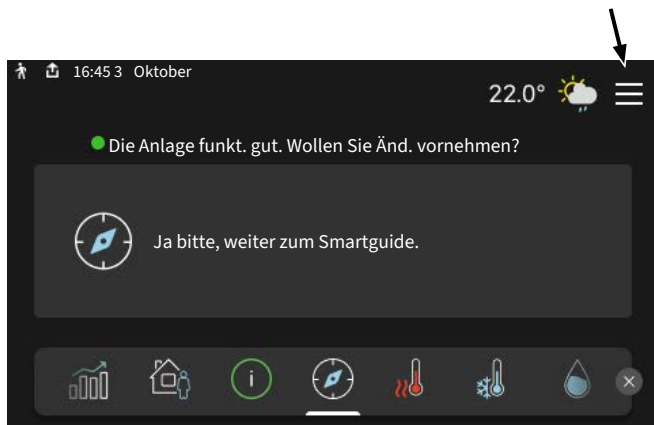 16:45 3 Oktober
22.0°
Die Anlage funkt. gut. Wollen Sie Änd. vornehmen?
Ja bitte, weiter zum Smartguide.
i